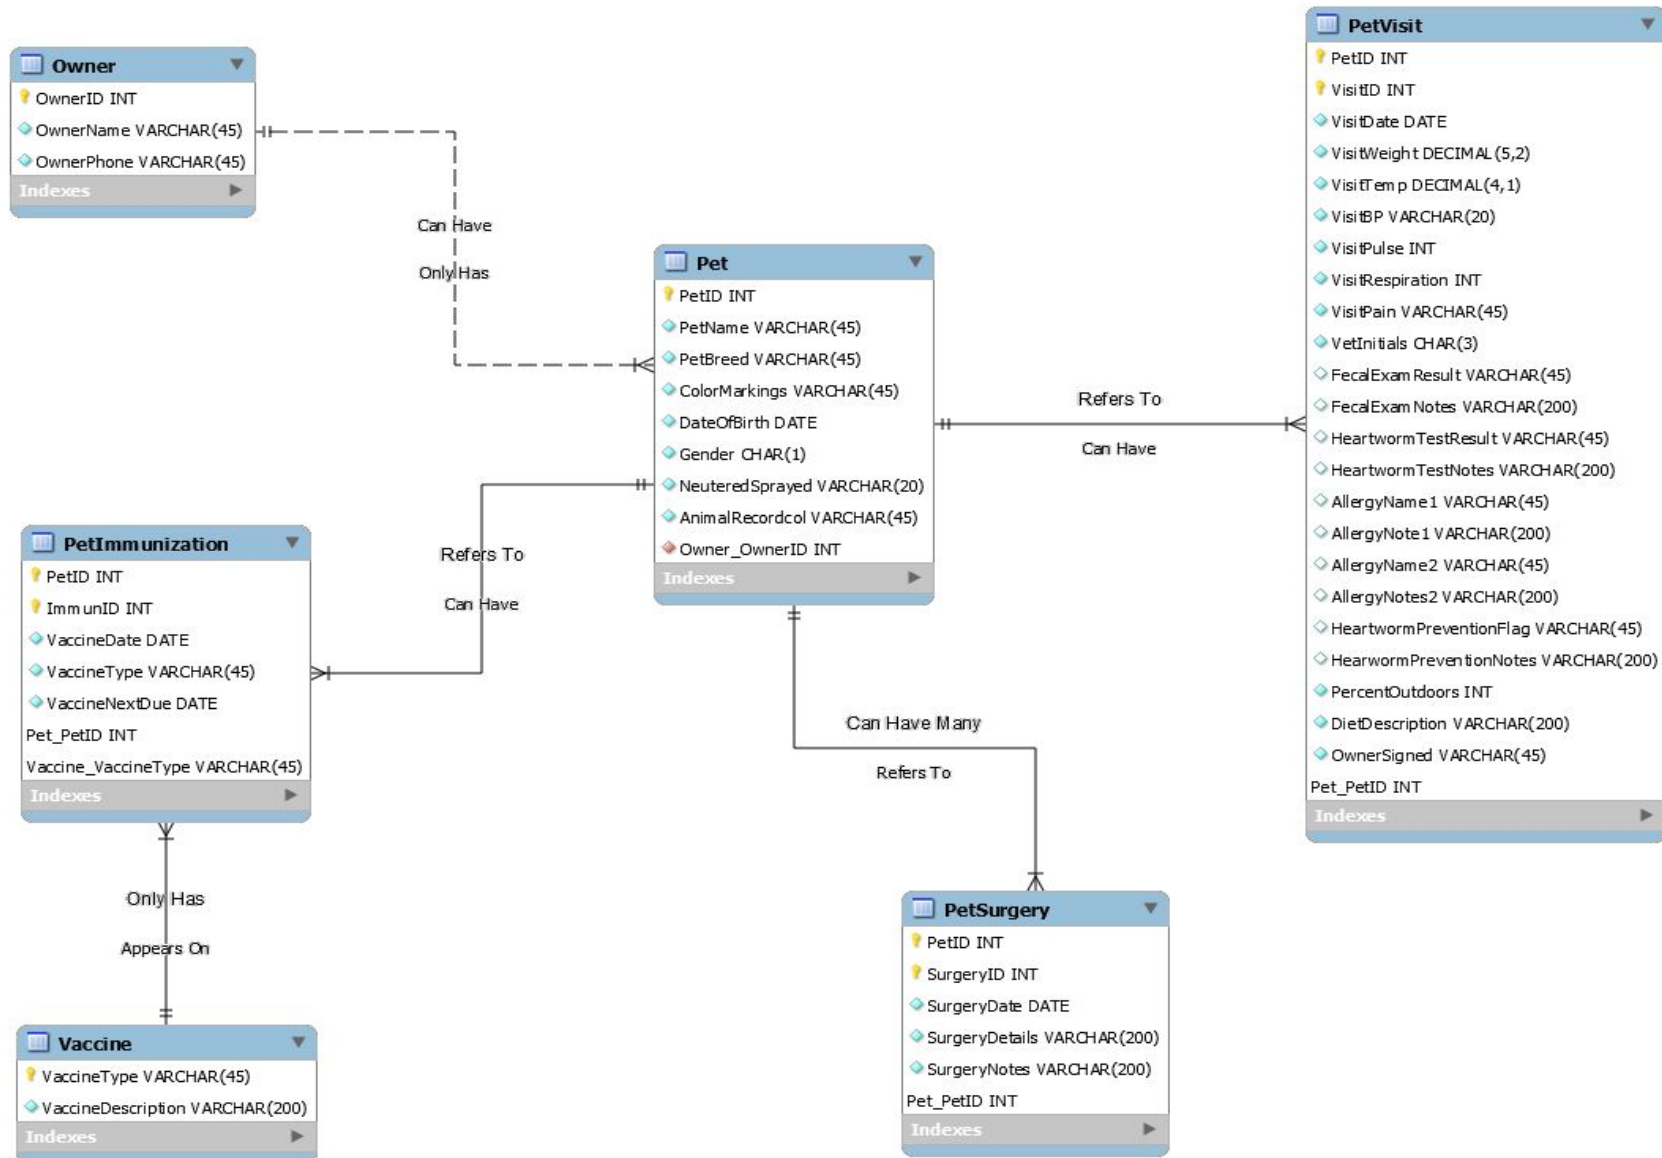 Owner
OwnerID INT
OwnerName VARCHAR(45)
OwnerPhone VARCHAR(45)
Indexes
Can Have
Only Has
Pet
PetID INT
PetName VARCHAR(45)
PetBreed VARCHAR(45)
ColorMarkings VARCHAR(45)
DateOfBirth DATE
Gender CHAR(1)
NeuteredSprayed VARCHAR(20)
AnimalRecordcol VARCHAR(45)
Owner_OwnerID INT
Indexes
Refers To
Can Have
PetVisit
PetID INT
VisitID INT
VisitDate DATE
VisitWeight DECIMAL(5,2)
VisitTemp DECIMAL(4,1)
VisitBP VARCHAR(20)
VisitPulse INT
VisitRespiration INT
VisitPain VARCHAR(45)
VetInitials CHAR(3)
FecalExamResult VARCHAR(45)
FecalExamNotes VARCHAR(200)
HeartwormTestResult VARCHAR(45)
HeartwormTestNotes VARCHAR(200)
AllergyName1 VARCHAR(45)
AllergyNote1 VARCHAR(200)
AllergyName2 VARCHAR(45)
AllergyNotes2 VARCHAR(200)
HeartwormPreventionFlag VARCHAR(45)
HearwormPreventionNotes VARCHAR(200)
PercentOutdoors INT
DietDescription VARCHAR(200)
OwnerSigned VARCHAR(45)
Pet_PetID INT
Indexes
PetImmunization
PetID INT
ImmunID INT
VaccineDate DATE
VaccineType VARCHAR(45)
VaccineNextDue DATE
Pet_PetID INT
Vaccine_VaccineType VARCHAR(45)
Indexes
Refers To
Can Have
Can Have Many
Refers To
Only Has
Appears On
Vaccine
VaccineType VARCHAR(45)
VaccineDescription VARCHAR(200)
Indexes
PetSurgery
PetID INT
SurgeryID INT
SurgeryDate DATE
SurgeryDetails VARCHAR(200)
SurgeryNotes VARCHAR(200)
Pet_PetID INT
Indexes